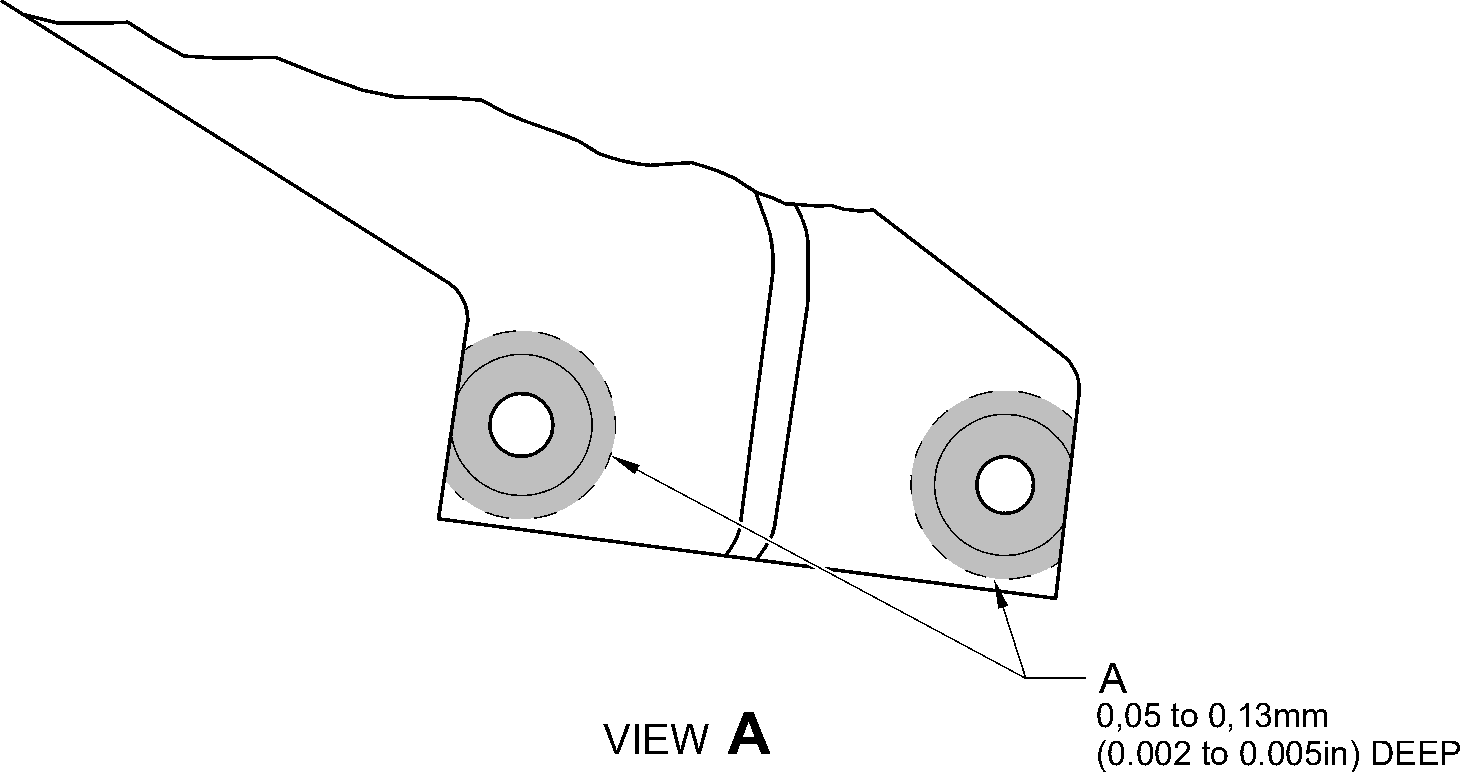 A
0,05 to 0,13mm
(0.002 to 0.005in) DEEP
VIEW A